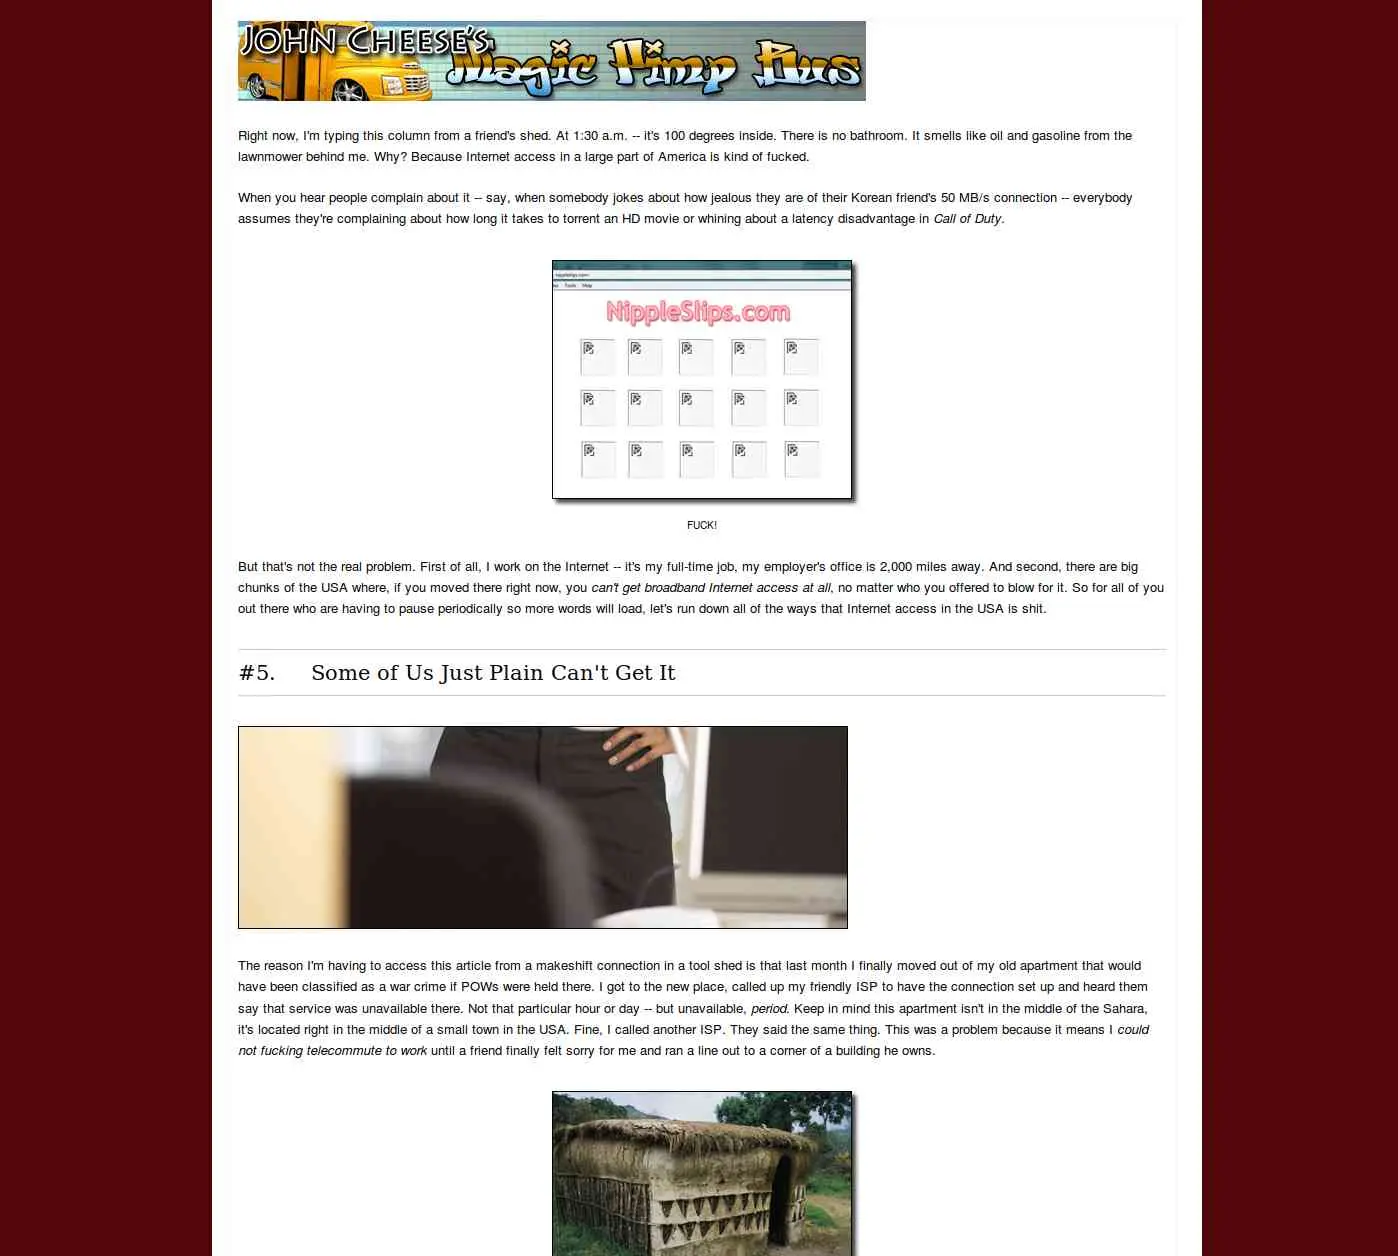 JOHN CHEESE'S
Magic Pimp Bus
Right now, I'm typing this column from a friend's shed. At 1:30 a.m. -- it's 100 degrees inside. There is no bathroom. It smells like oil and gasoline from the
lawnmower behind me. Why? Because Internet access in a large part of America is kind of fucked.
When you hear people complain about it -- say, when somebody jokes about how jealous they are of their Korean friend's 50 MB/s connection -- everybody
assumes they're complaining about how long it takes to torrent an HD movie or whining about a latency disadvantage in Call of Duty.
Tools Help
NippleSlips.com
FUCK!
But that's not the real problem. First of all, I work on the Internet -- it's my full-time job, my employer's office is 2,000 miles away. And second, there are big
chunks of the USA where, if you moved there right now, you can't get broadband Internet access at all, no matter who you offered to blow for it. So for all of you
out there who are having to pause periodically so more words will load, let's run down all of the ways that Internet access in the USA is shit.
#5. Some of Us Just Plain Can't Get It
The reason I'm having to access this article from a makeshift connection in a tool shed is that last month I finally moved out of my old apartment that would
have been classified as a war crime if POWs were held there. I got to the new place, called up my friendly ISP to have the connection set up and heard them
say that service was unavailable there. Not that particular hour or day -- but unavailable, period. Keep in mind this apartment isn't in the middle of the Sahara,
it's located right in the middle of a small town in the USA. Fine, I called another ISP. They said the same thing. This was a problem because it means I could
not fucking telecommute to work until a friend finally felt sorry for me and ran a line out to a corner of a building he owns.